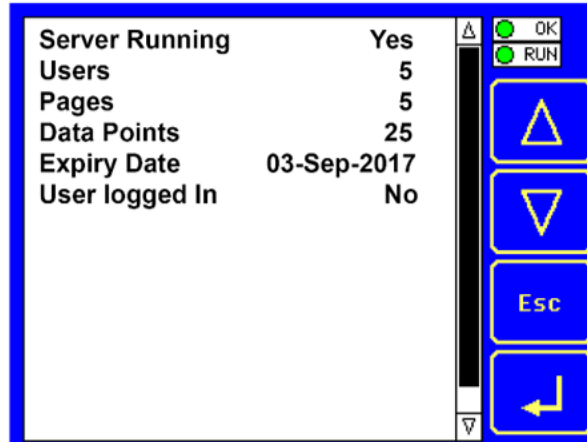 Server Running Yes
Users 5
Pages 5
Data Points 25
Expiry Date 03-Sep-2017
User logged In No
OK
RUN
Esc